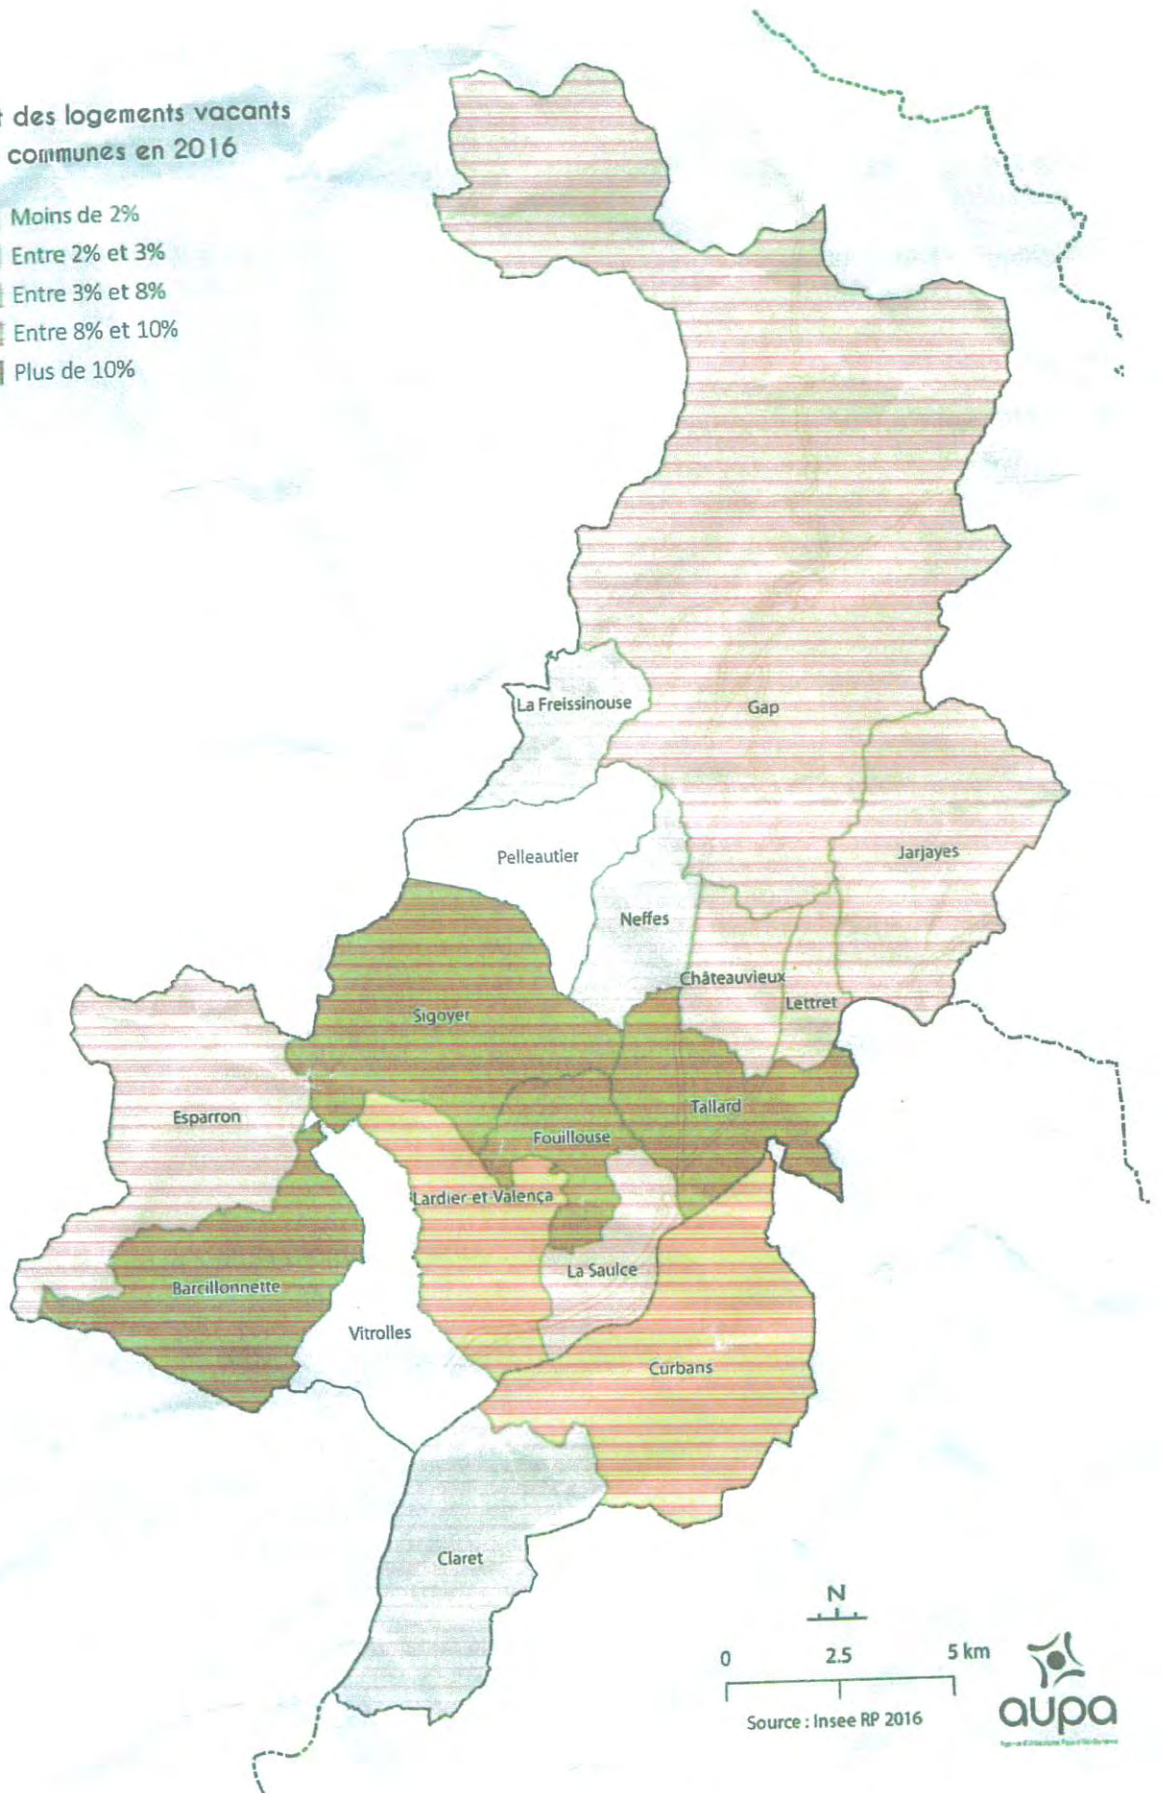 des logements vacants
communes en 2016
Moins de 2%
Entre 2% et 3%
Entre 3% et 8%
Entre 8% et 10%
Plus de 10%
La Freissinouse
Gap
Pelleautier
Jarjayes
Neffes
Châteauvieux
Lettret
Sigoyer
Esparron
Tallard
Fouillouse
Lardier-et-Valença
La Saulce
Barcillonnette
Vitrolles
Curbans
Claret
N
0 2.5 5 km
Source : Insee RP 2016
aupa